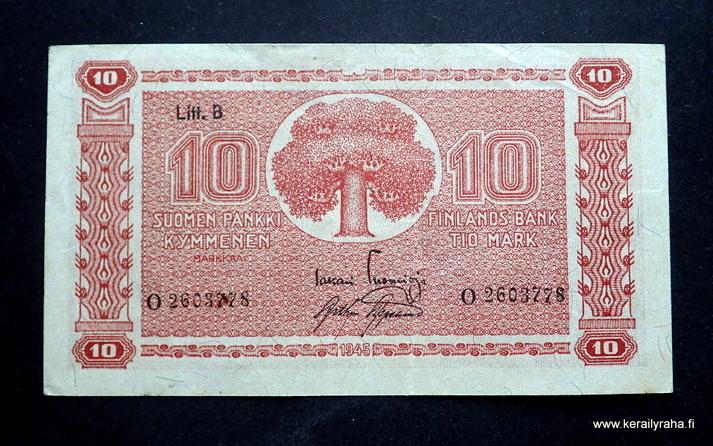 10 10
Litt. B
10 10
SUOMEN PANKKI FINLANDS BANK
KYMMENEN TIO MARK
MARKKAA
O 2603778 O 2603778
10 1945 10
www.kerailyraha.fi